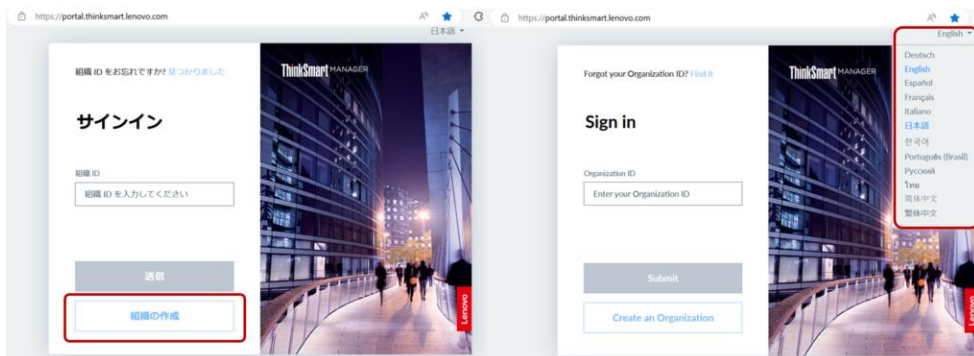 https://portal.thinksmart.lenovo.com
日本語
組織 ID をお忘れですか? 見つかりました
ThinkSmart MANAGER
サインイン
組織 ID
組織 ID を入力してください
送信
組織の作成
Lenovo
https://portal.thinksmart.lenovo.com
English
Forgot your Organization ID? Find it
ThinkSmart MANAGER
Sign in
Organization ID
Enter your Organization ID
Submit
Create an Organization
Deutsch
English
Español
Français
Italiano
日本語
한국어
Português (Brasil)
Русский
ไทย
简体中文
繁体中文
Lenovo